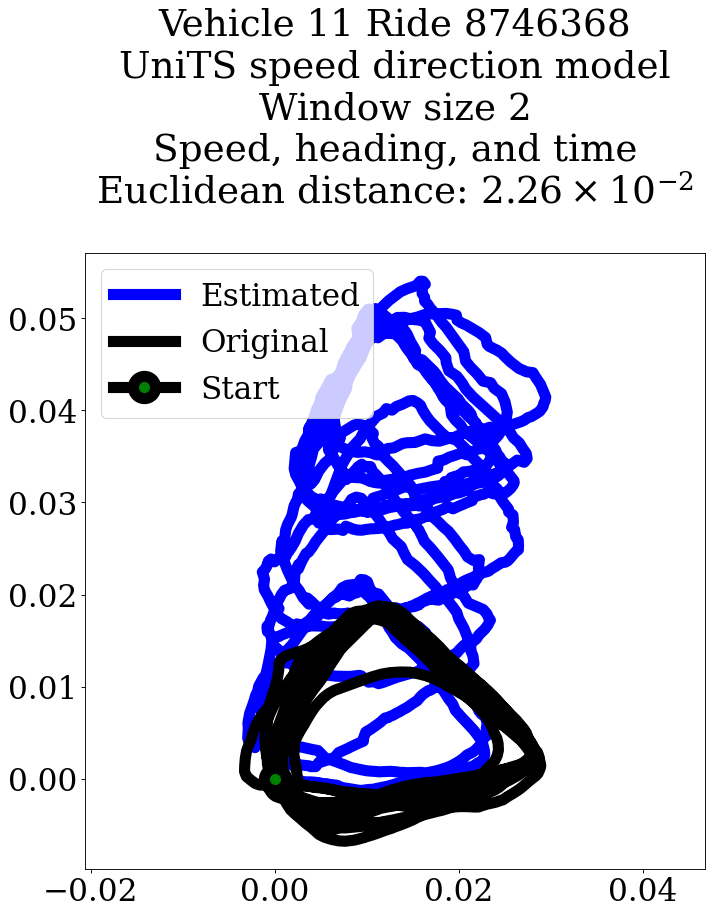 Vehicle 11 Ride 8746368
UniTS speed direction model
Window size 2
Speed, heading, and time
Euclidean distance: 2.26 × 10⁻²
Estimated
Original
Start
0.05
0.04
0.03
0.02
0.01
0.00
−0.02 0.00 0.02 0.04